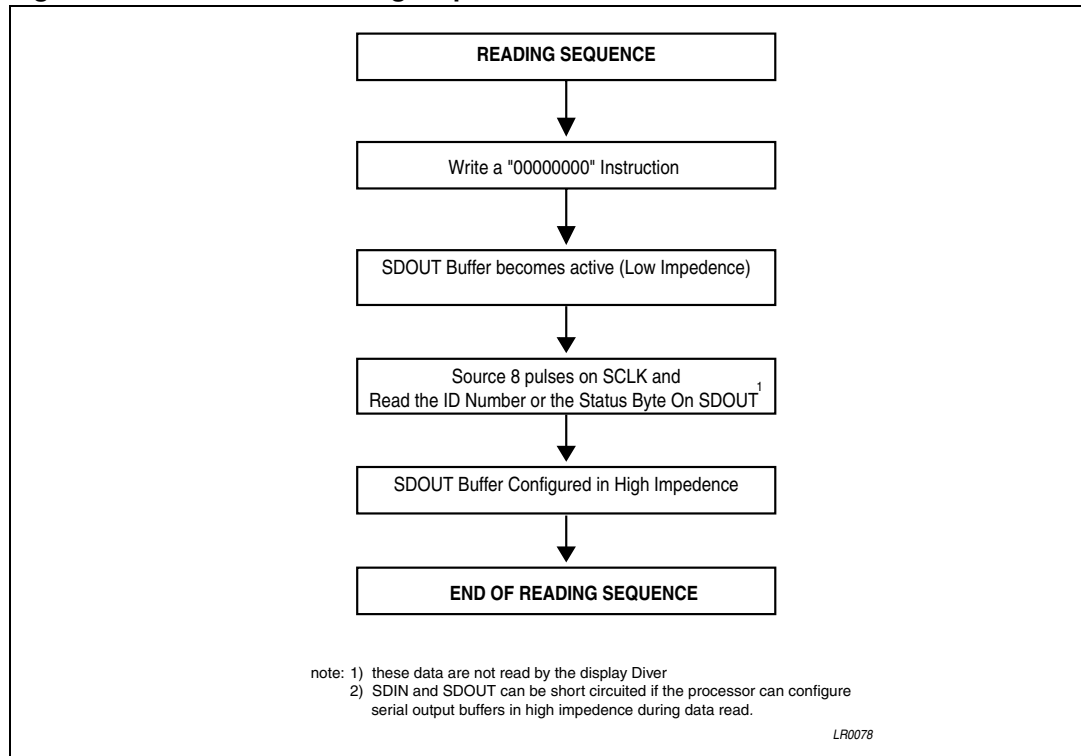 READING SEQUENCE
Write a "00000000" Instruction
SDOUT Buffer becomes active (Low Impedence)
Source 8 pulses on SCLK and
Read the ID Number or the Status Byte On SDOUT 1
SDOUT Buffer Configured in High Impedence
END OF READING SEQUENCE
note: 1) these data are not read by the display Diver
2) SDIN and SDOUT can be short circuited if the processor can configure
serial output buffers in high impedence during data read.
LR0078